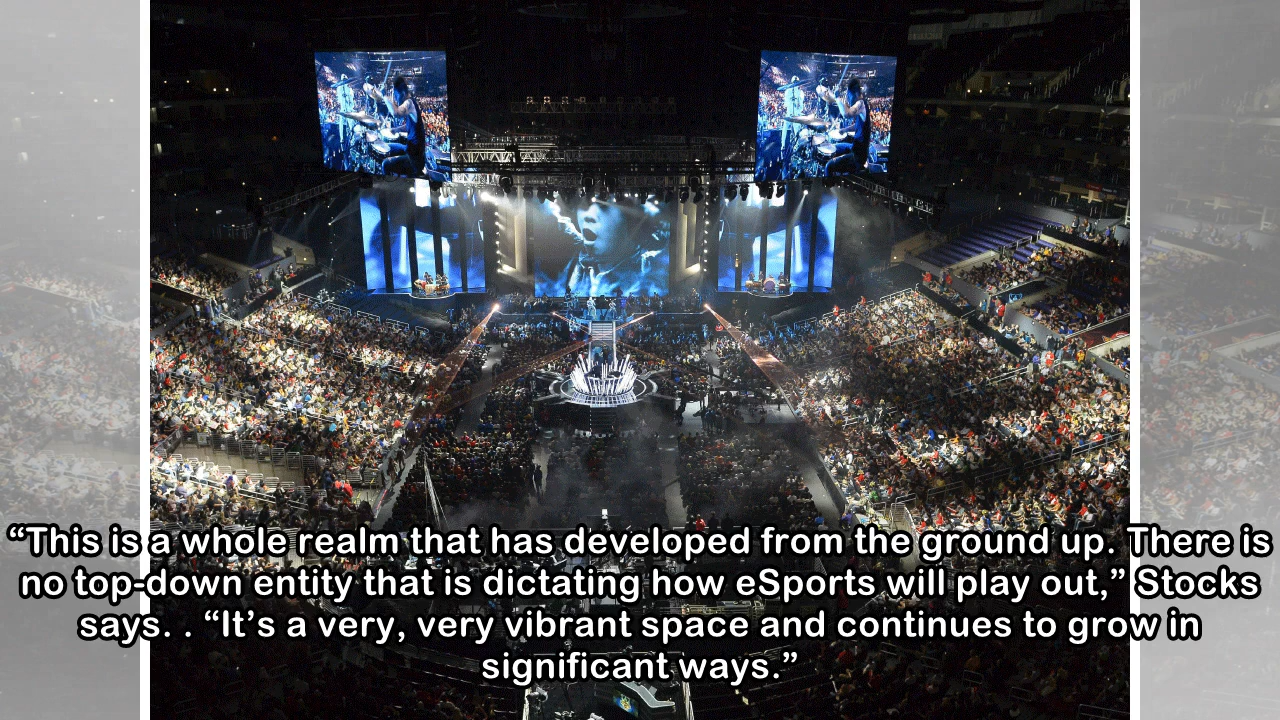 “This is a whole realm that has developed from the ground up. There is
no top-down entity that is dictating how eSports will play out,” Stocks
says. . “It’s a very, very vibrant space and continues to grow in
significant ways.”